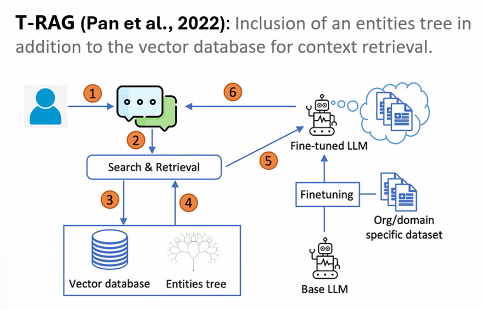 T-RAG (Pan et al., 2022): Inclusion of an entities tree in
addition to the vector database for context retrieval.
1
6
2
Fine-tuned LLM
Search & Retrieval
5
3
4
Finetuning
Org/domain
specific dataset
Vector database
Entities tree
Base LLM